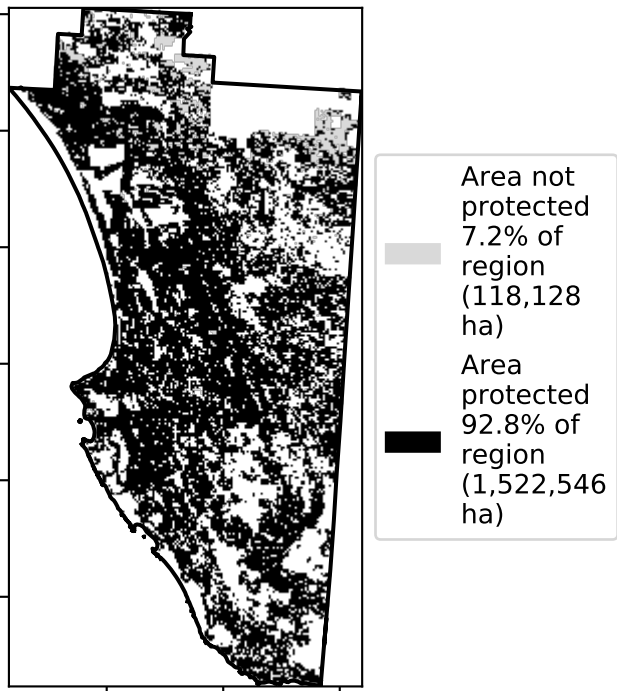 Area not
protected
7.2% of
region
(118,128
ha)
Area
protected
92.8% of
region
(1,522,546
ha)